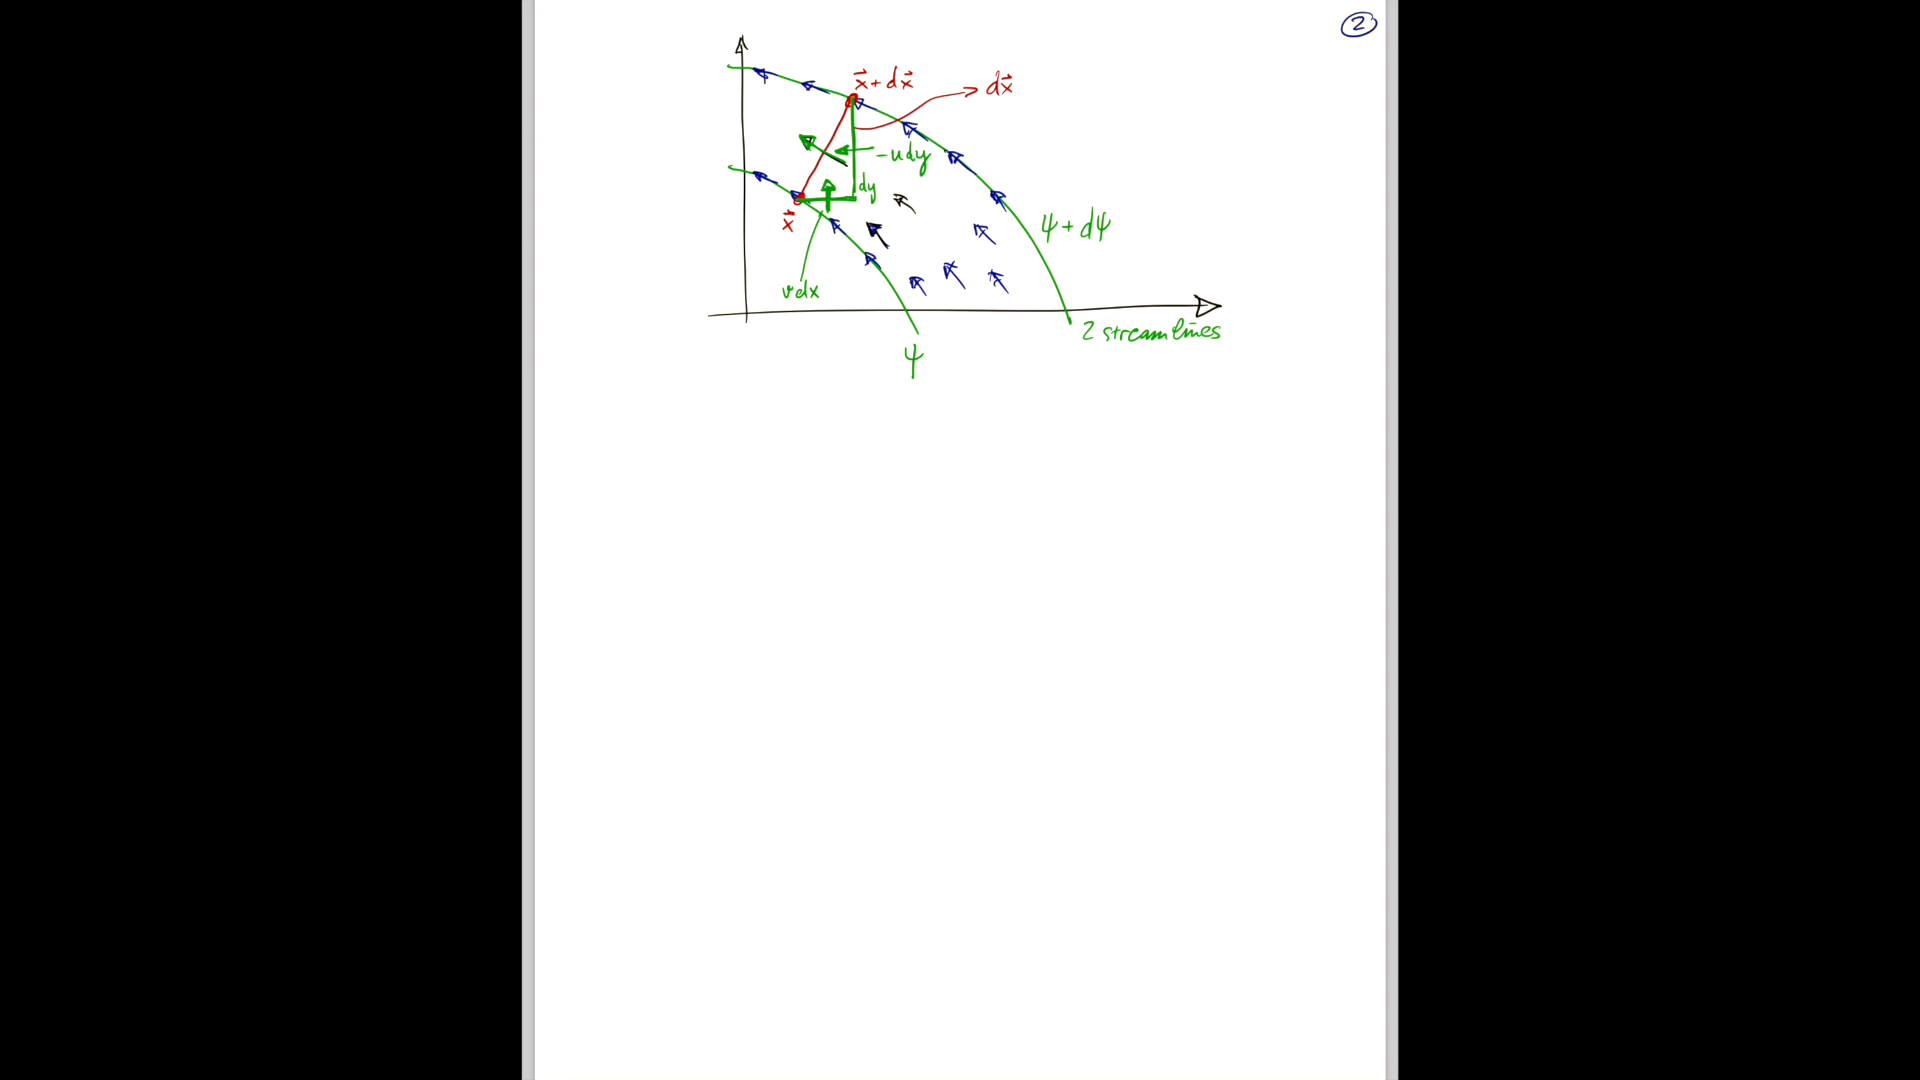 2
x⃗ + dx⃗
dx⃗
-udy
dy
x⃗
ψ + dψ
vdx
2 streamlines
ψ